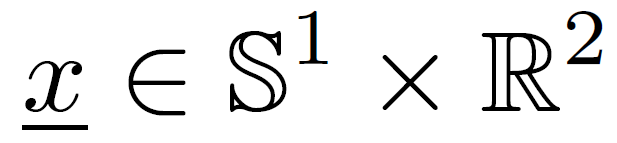 x ∈ 𝕊¹ × ℝ²